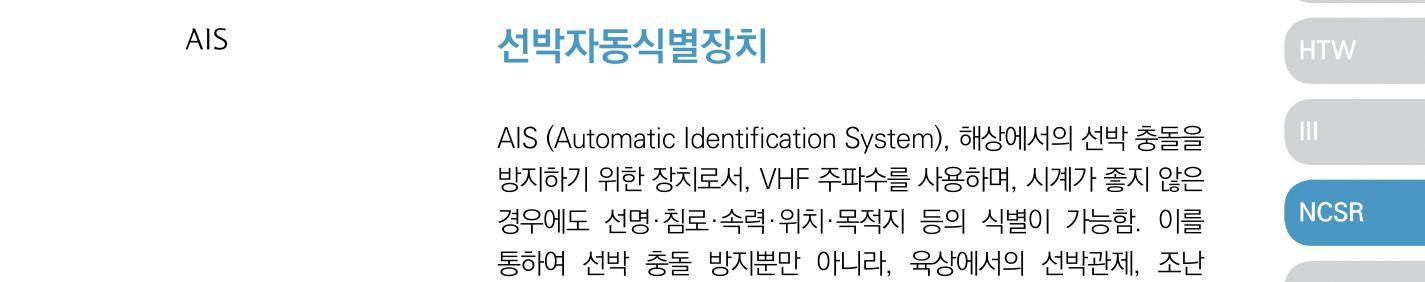 AIS
선박자동식별장치
AIS (Automatic Identification System), 해상에서의 선박 충돌을
방지하기 위한 장치로서, VHF 주파수를 사용하며, 시계가 좋지 않은
경우에도 선명·침로·속력·위치·목적지 등의 식별이 가능함. 이를
통하여 선박 충돌 방지뿐만 아니라, 육상에서의 선박관제, 조난
HTW
III
NCSR